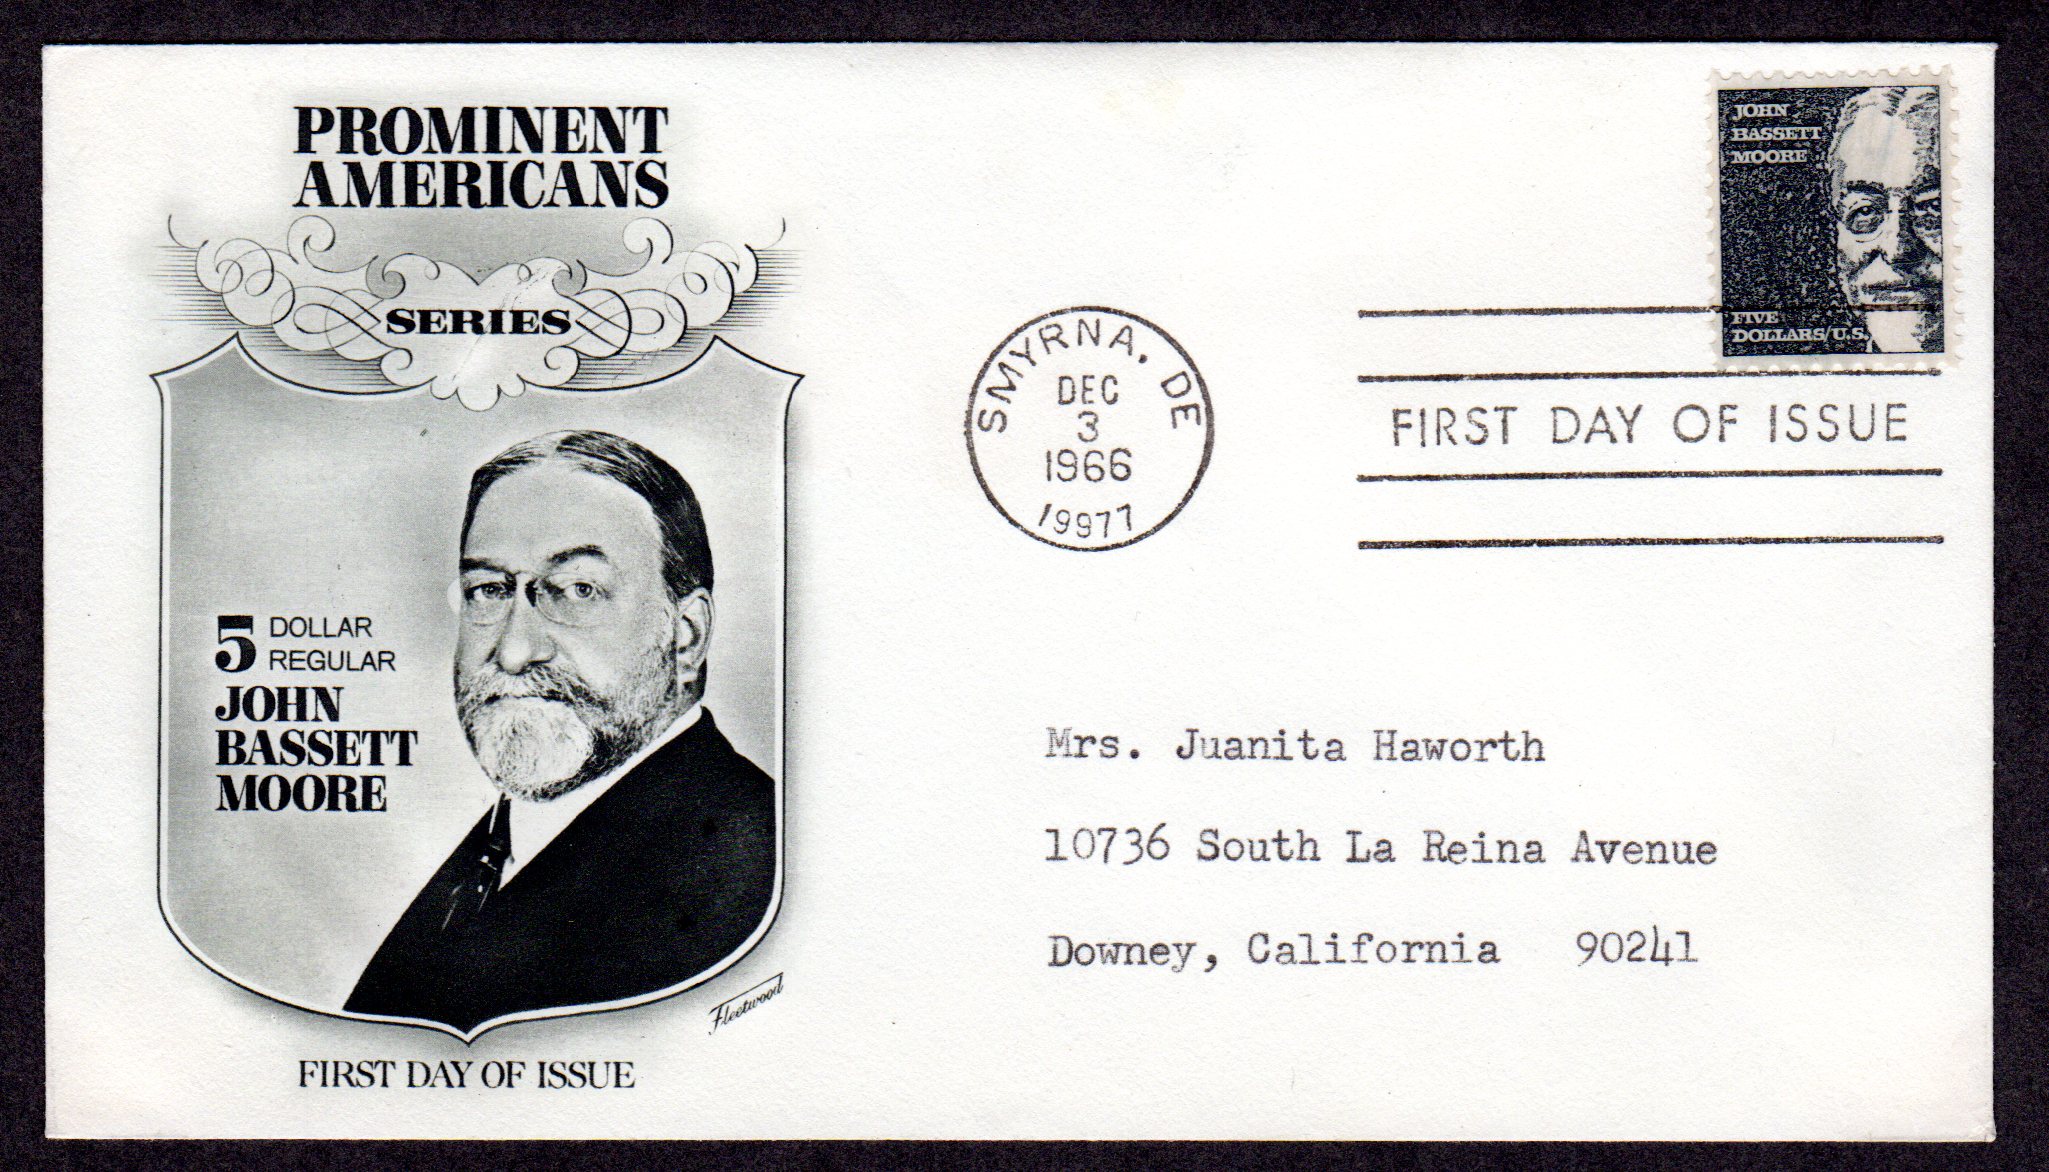 PROMINENT
AMERICANS
SERIES
5 DOLLAR
REGULAR
JOHN
BASSETT
MOORE
Fleetwood
FIRST DAY OF ISSUE
SMYRNA, DE
DEC
3
1966
19977
JOHN
BASSETT
MOORE
FIVE
DOLLARS/U.S.
FIRST DAY OF ISSUE
Mrs. Juanita Haworth
10736 South La Reina Avenue
Downey, California 90241